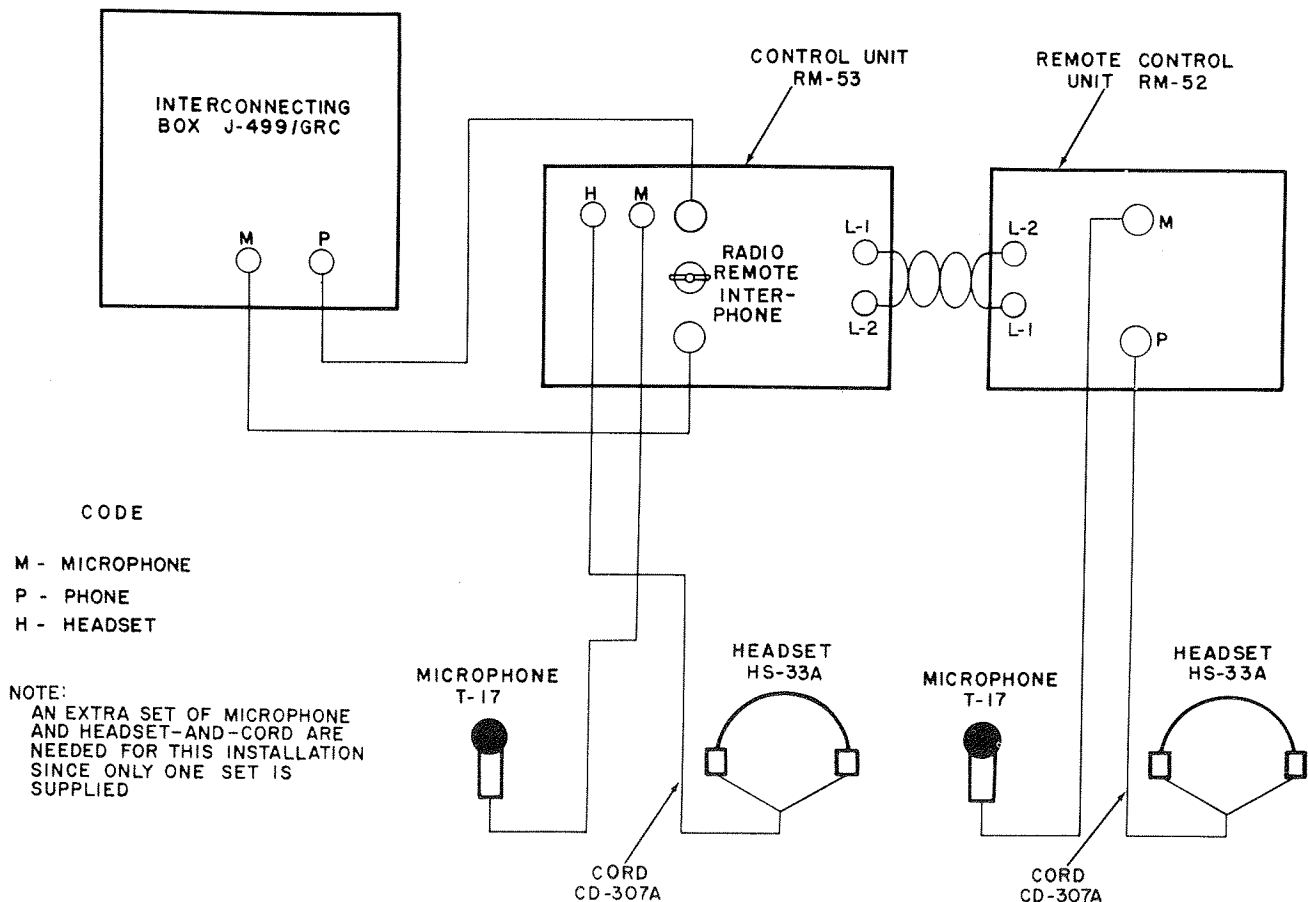 INTERCONNECTING
BOX J-499/GRC
M
P
CONTROL UNIT
RM-53
H
M
RADIO
REMOTE
INTER-
PHONE
L-1
L-2
REMOTE CONTROL
UNIT RM-52
L-2
L-1
M
P
CODE
M - MICROPHONE
P - PHONE
H - HEADSET
NOTE:
AN EXTRA SET OF MICROPHONE
AND HEADSET-AND-CORD ARE
NEEDED FOR THIS INSTALLATION
SINCE ONLY ONE SET IS
SUPPLIED
MICROPHONE
T-17
HEADSET
HS-33A
CORD
CD-307A
MICROPHONE
T-17
HEADSET
HS-33A
CORD
CD-307A